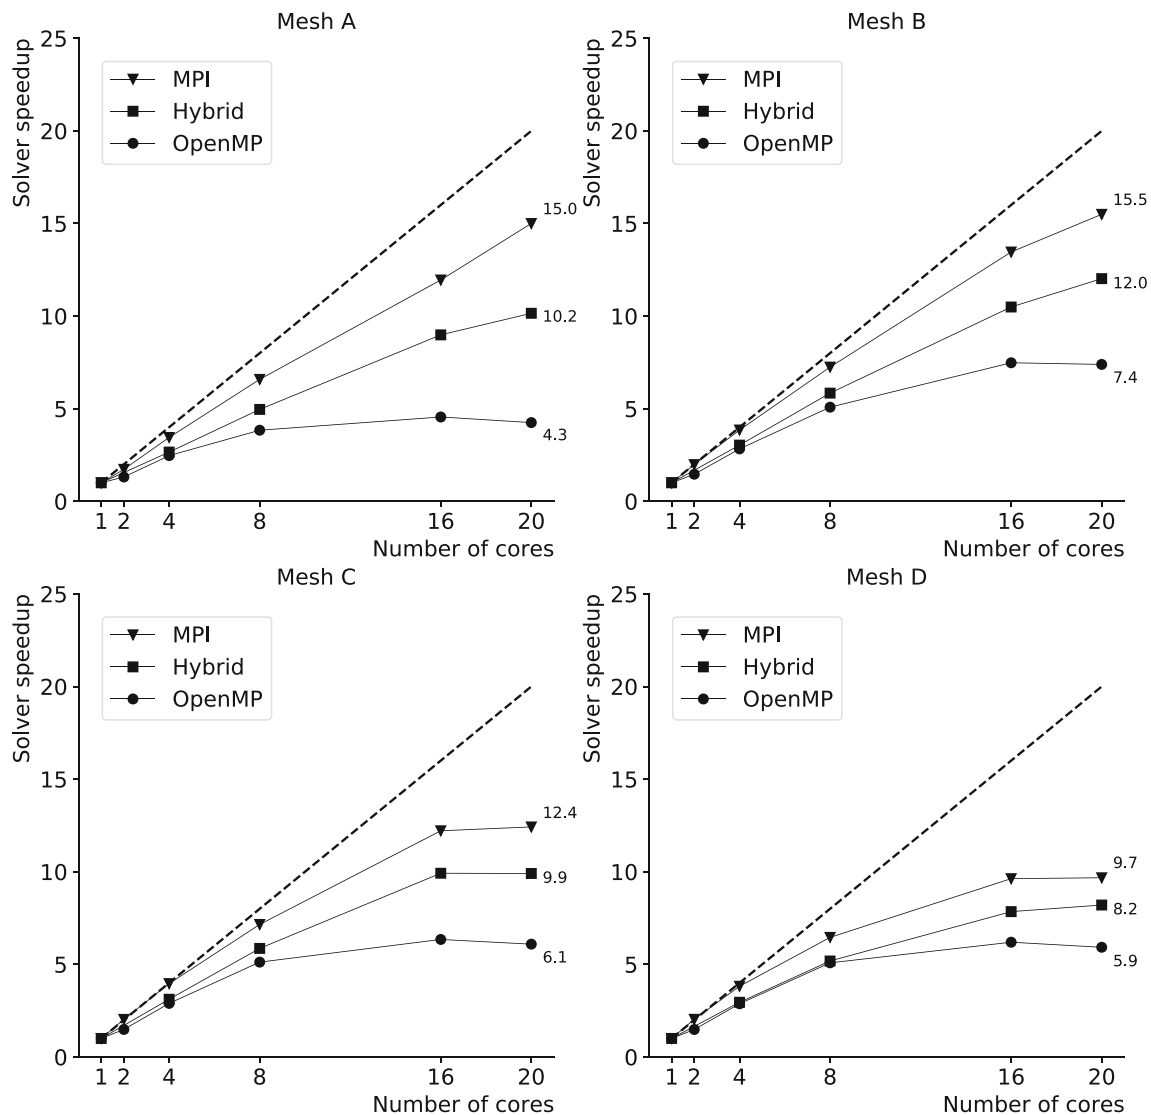 Mesh A
Solver speedup
25
20
15
10
5
0
MPI
Hybrid
OpenMP
15.0
10.2
4.3
1 2 4 8 16 20
Number of cores
Mesh B
Solver speedup
25
20
15
10
5
0
MPI
Hybrid
OpenMP
15.5
12.0
7.4
1 2 4 8 16 20
Number of cores
Mesh C
Solver speedup
25
20
15
10
5
0
MPI
Hybrid
OpenMP
12.4
9.9
6.1
1 2 4 8 16 20
Number of cores
Mesh D
Solver speedup
25
20
15
10
5
0
MPI
Hybrid
OpenMP
9.7
8.2
5.9
1 2 4 8 16 20
Number of cores